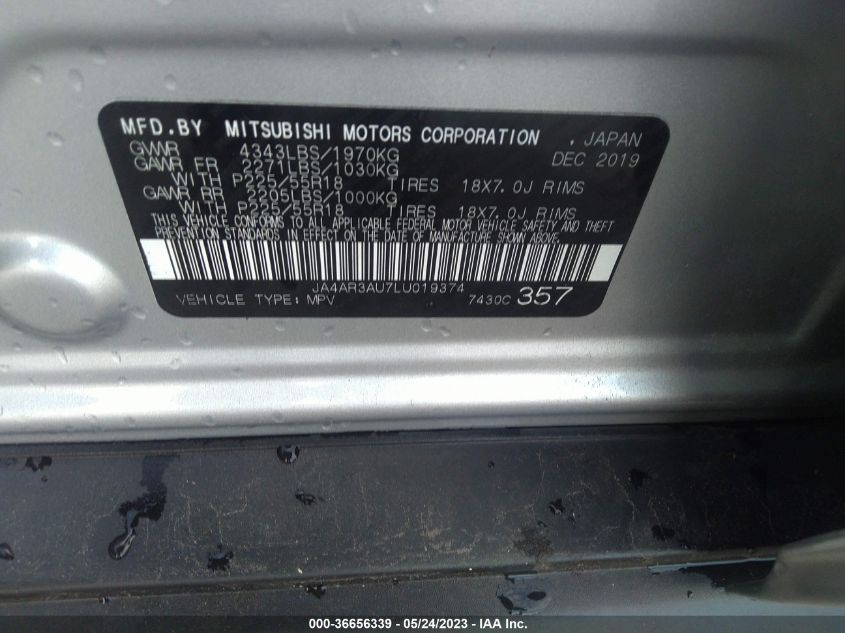 MFD.BY MITSUBISHI MOTORS CORPORATION . JAPAN
GVWR 4343LBS/1970KG DEC 2019
GAWR FR 2271LBS/1030KG
WITH P225/55R18 TIRES 18X7.0J RIMS
GAWR RR 2205LBS/1000KG
WITH P225/55R18 TIRES 18X7.0J RIMS
THIS VEHICLE CONFORMS TO ALL APPLICABLE FEDERAL MOTOR VEHICLE SAFETY AND THEFT
PREVENTION STANDARDS IN EFFECT ON THE DATE OF MANUFACTURE SHOWN ABOVE.
JA4AR3AU7LU019374
VEHICLE TYPE: MPV 7430C 357
000-36656339 - 05/24/2023 - IAA Inc.